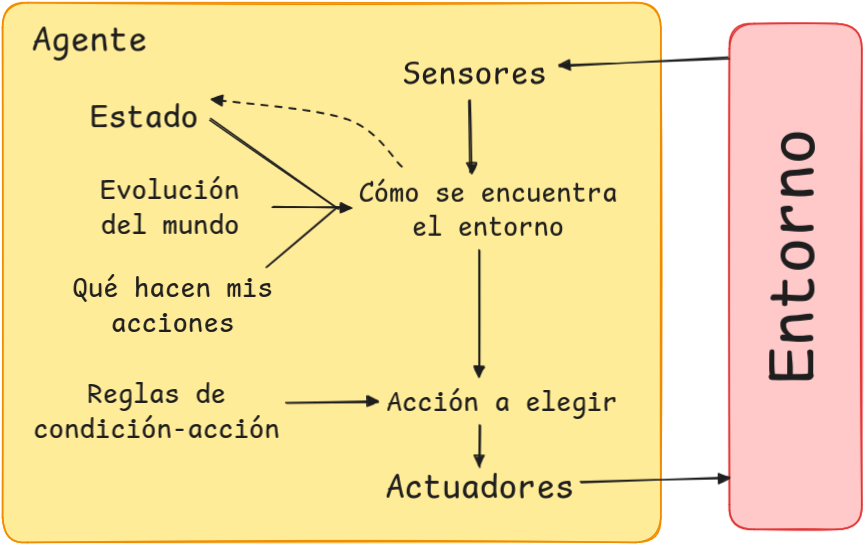 Agente
Sensores
Estado
Evolución
del mundo
Cómo se encuentra
el entorno
Qué hacen mis
acciones
Reglas de
condición-acción
Acción a elegir
Actuadores
Entorno